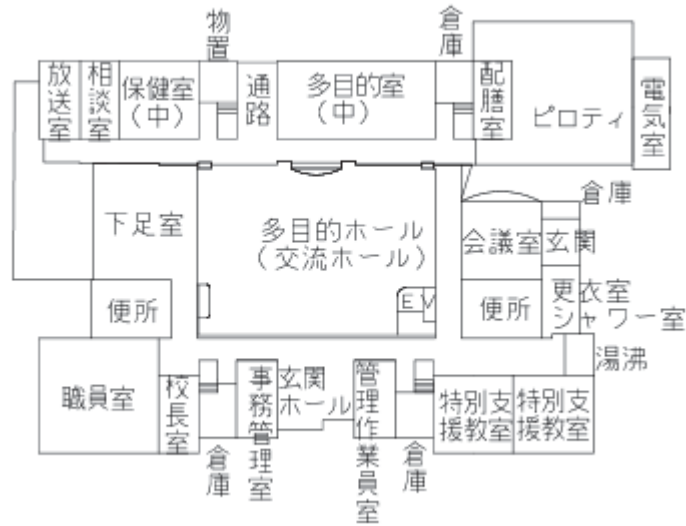 物置
倉庫
放送室
相談室
保健室
（中）
通路
多目的室
（中）
配膳室
ピロティ
電気室
下足室
多目的ホール
（交流ホール）
倉庫
会議室
玄関
便所
ＥＶ
便所
更衣室
シャワー室
湯沸
職員室
校長室
事務管理室
玄関
ホール
管理作業員室
特別支
援教室
特別支
援教室
倉庫
倉庫